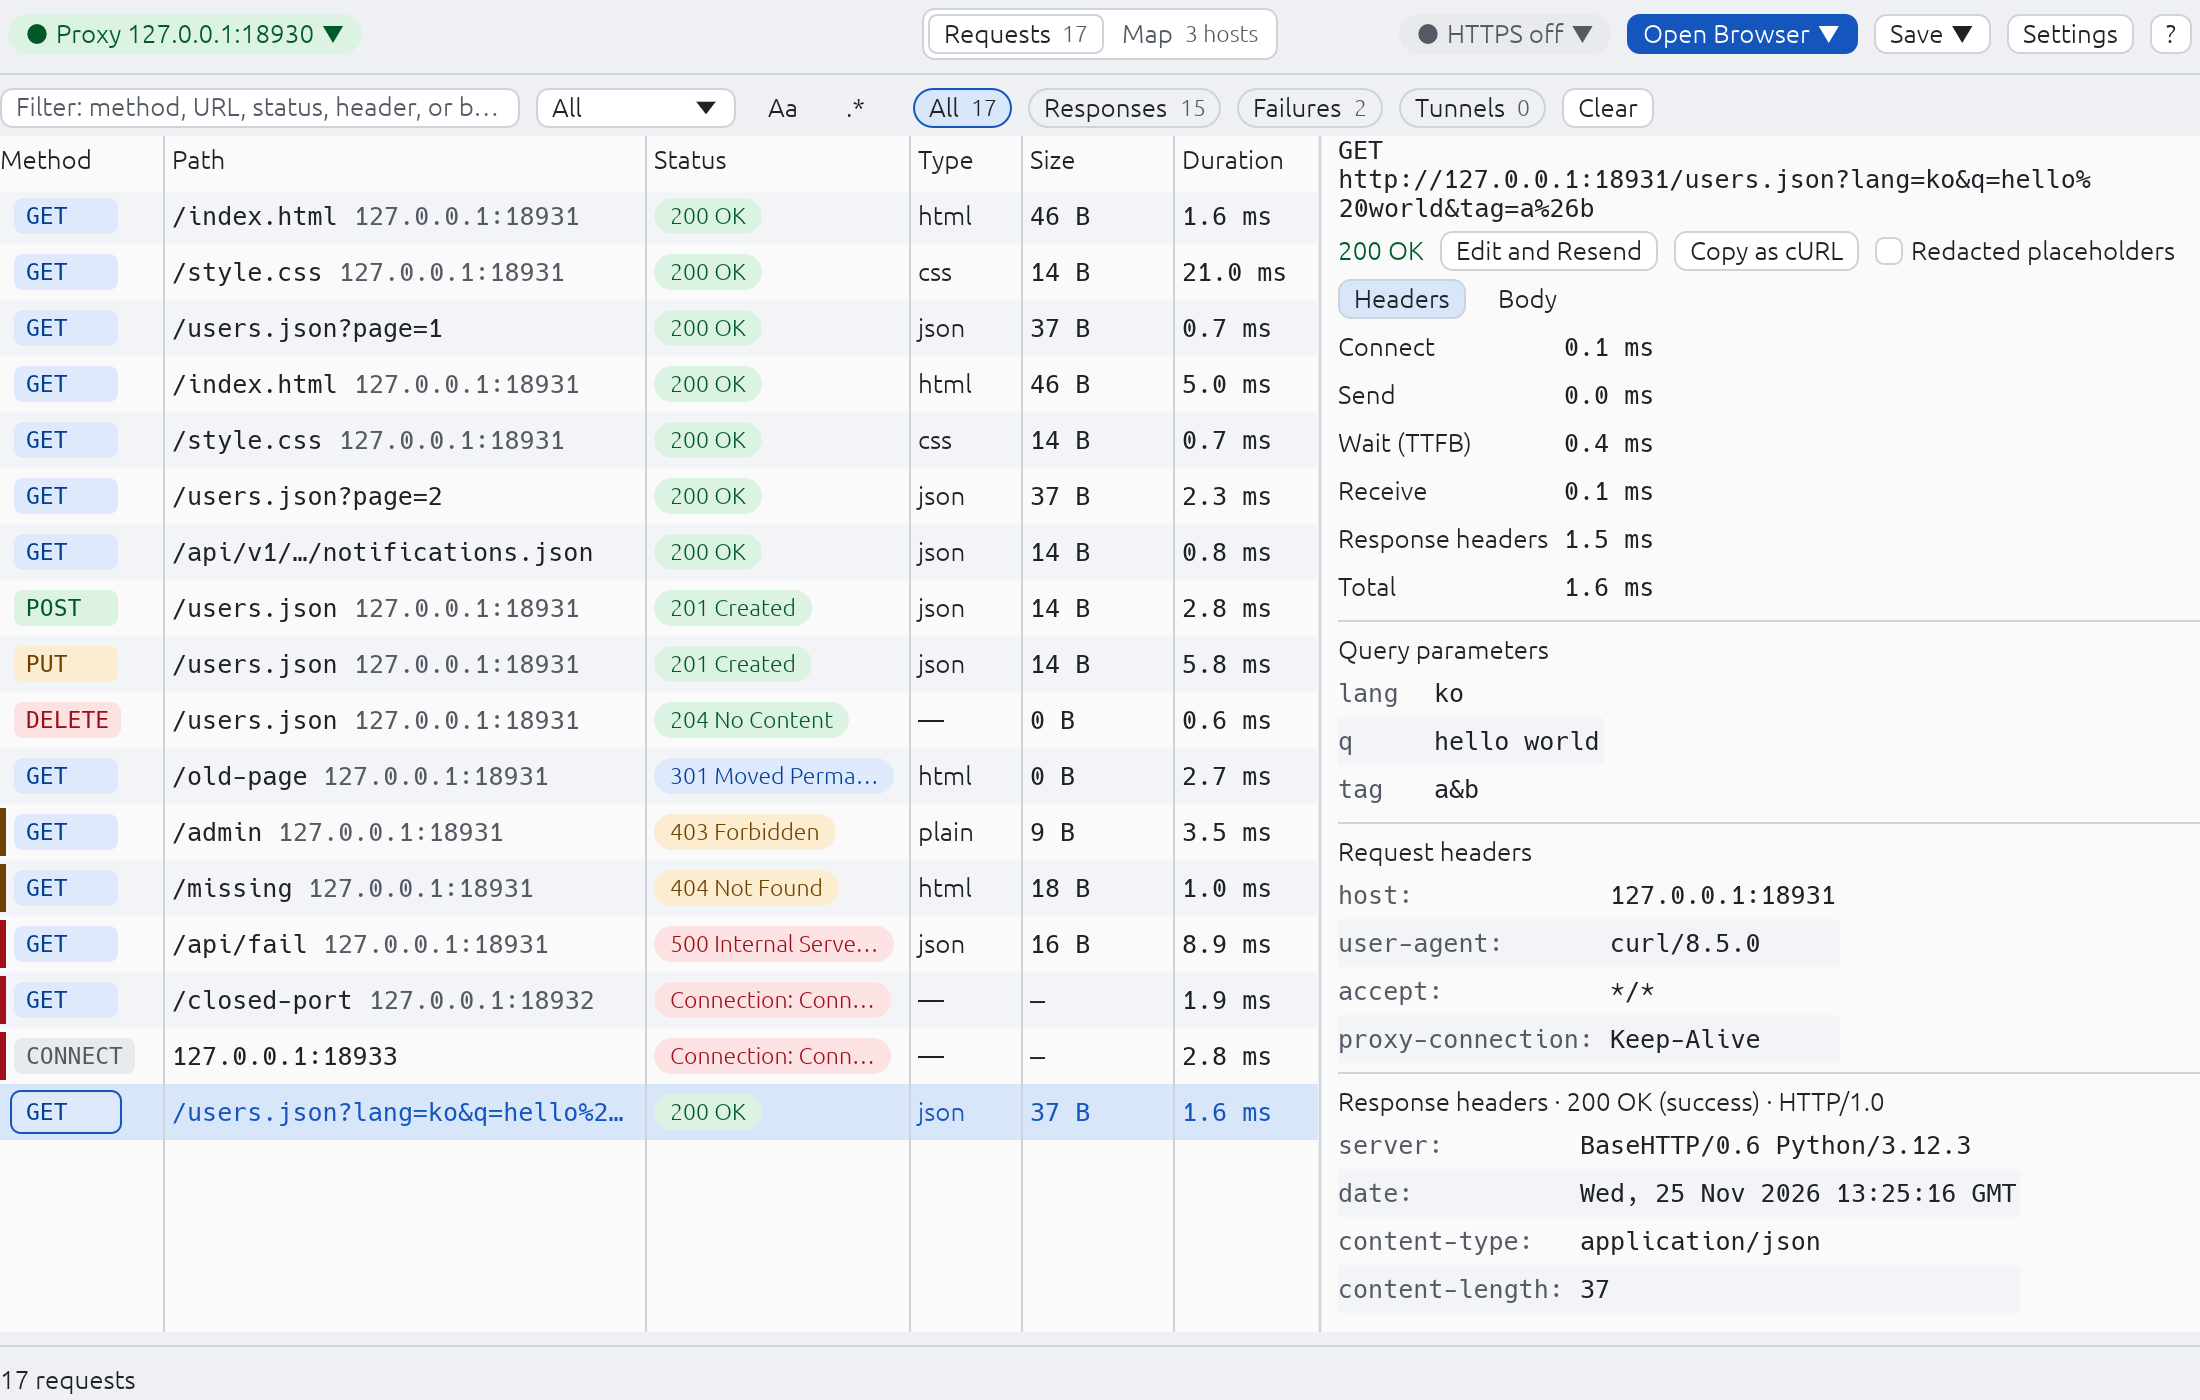 Proxy 127.0.0.1:18930 ▼
Requests 17 Map 3 hosts
HTTPS off ▼
Open Browser ▼
Save ▼
Settings
?
Filter: method, URL, status, header, or b…
All ▼
Aa
.*
All 17
Responses 15
Failures 2
Tunnels 0
Clear
Method Path Status Type Size Duration
GET /index.html 127.0.0.1:18931 200 OK html 46 B 1.6 ms
GET /style.css 127.0.0.1:18931 200 OK css 14 B 21.0 ms
GET /users.json?page=1 200 OK json 37 B 0.7 ms
GET /index.html 127.0.0.1:18931 200 OK html 46 B 5.0 ms
GET /style.css 127.0.0.1:18931 200 OK css 14 B 0.7 ms
GET /users.json?page=2 200 OK json 37 B 2.3 ms
GET /api/v1/…/notifications.json 200 OK json 14 B 0.8 ms
POST /users.json 127.0.0.1:18931 201 Created json 14 B 2.8 ms
PUT /users.json 127.0.0.1:18931 201 Created json 14 B 5.8 ms
DELETE /users.json 127.0.0.1:18931 204 No Content — 0 B 0.6 ms
GET /old-page 127.0.0.1:18931 301 Moved Perma… html 0 B 2.7 ms
GET /admin 127.0.0.1:18931 403 Forbidden plain 9 B 3.5 ms
GET /missing 127.0.0.1:18931 404 Not Found html 18 B 1.0 ms
GET /api/fail 127.0.0.1:18931 500 Internal Serve… json 16 B 8.9 ms
GET /closed-port 127.0.0.1:18932 Connection: Conn… — – 1.9 ms
CONNECT 127.0.0.1:18933 Connection: Conn… — – 2.8 ms
GET /users.json?lang=ko&q=hello%2… 200 OK json 37 B 1.6 ms
GET
http://127.0.0.1:18931/users.json?lang=ko&q=hello%
20world&tag=a%26b
200 OK Edit and Resend Copy as cURL Redacted placeholders
Headers Body
Connect 0.1 ms
Send 0.0 ms
Wait (TTFB) 0.4 ms
Receive 0.1 ms
Response headers 1.5 ms
Total 1.6 ms
Query parameters
lang ko
q hello world
tag a&b
Request headers
host: 127.0.0.1:18931
user-agent: curl/8.5.0
accept: */*
proxy-connection: Keep-Alive
Response headers · 200 OK (success) · HTTP/1.0
server: BaseHTTP/0.6 Python/3.12.3
date: Wed, 25 Nov 2026 13:25:16 GMT
content-type: application/json
content-length: 37
17 requests